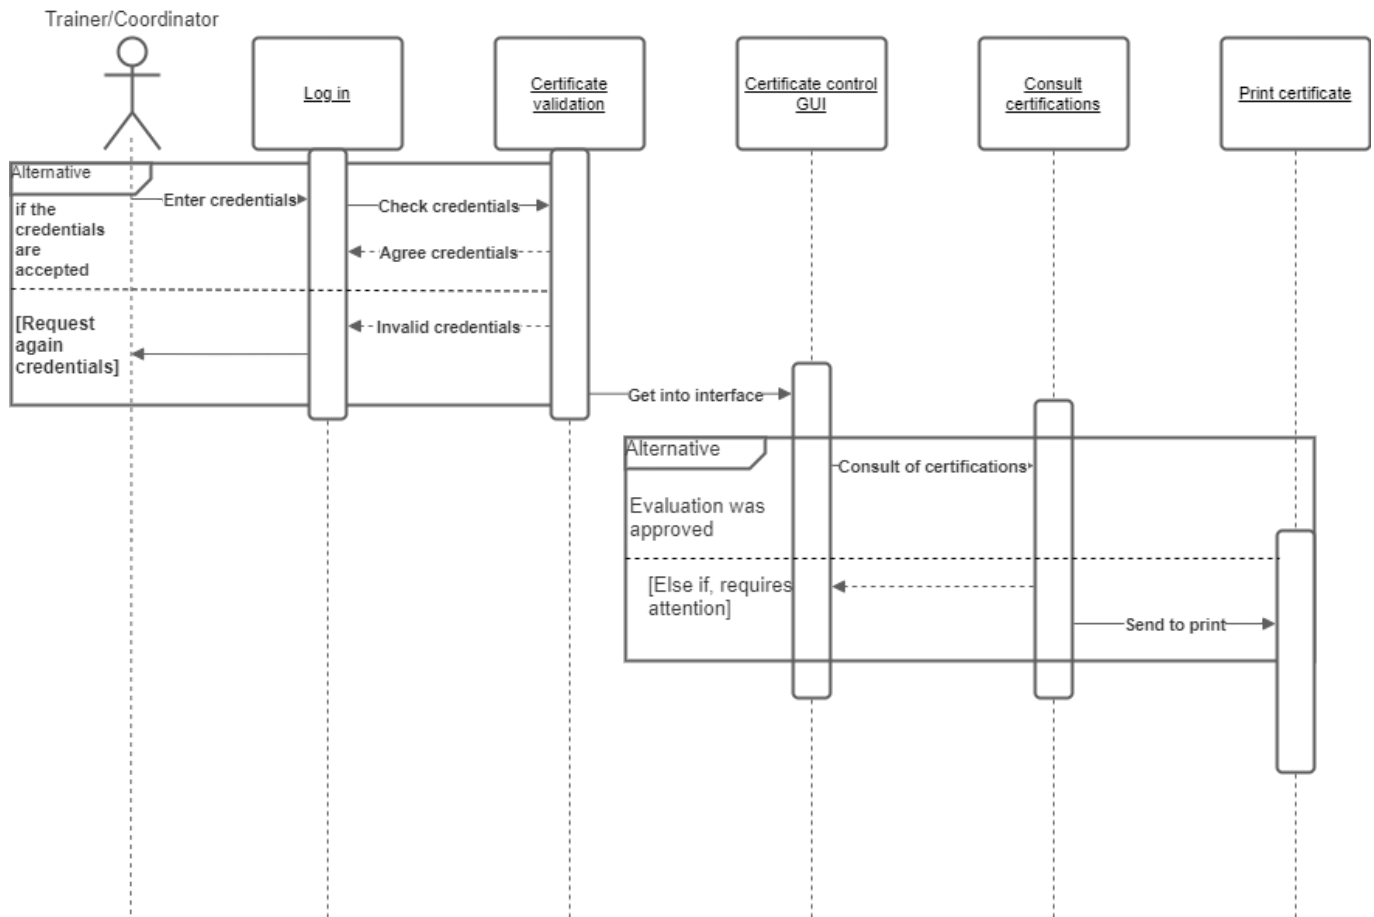 Trainer/Coordinator
Log in
Certificate
validation
Certificate control
GUI
Consult
certifications
Print certificate
Alternative
if the
credentials
are
accepted
Enter credentials
Check credentials
Agree credentials
[Request
again
credentials]
Invalid credentials
Get into interface
Alternative
Consult of certifications
Evaluation was
approved
[Else if, requires
attention]
Send to print